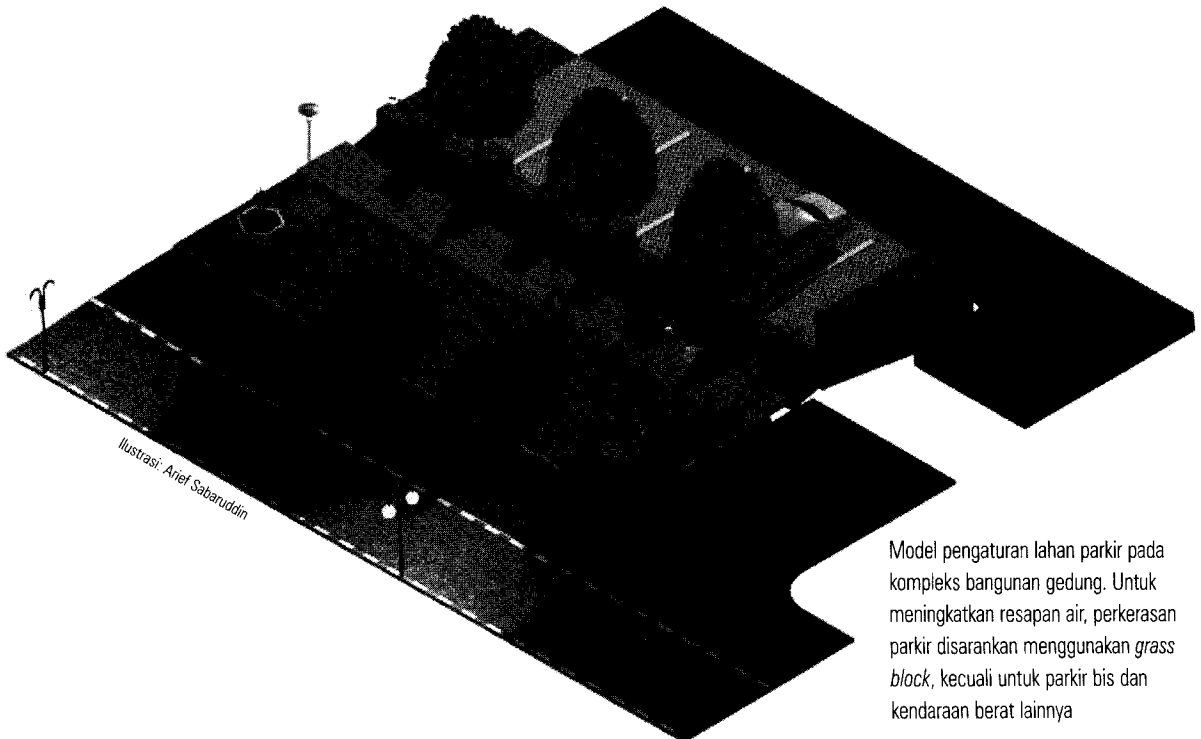 Ilustrasi: Arief Sabaruddin
Model pengaturan lahan parkir pada
kompleks bangunan gedung. Untuk
meningkatkan resapan air, perkerasan
parkir disarankan menggunakan grass
block, kecuali untuk parkir bis dan
kendaraan berat lainnya